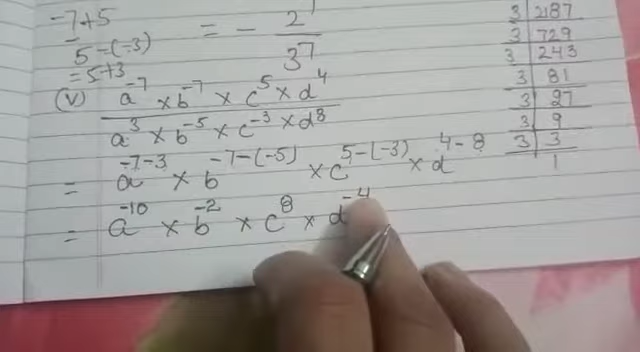 -7+5
5-(-3)
=5+3
= - 2 / 3⁷
3 | 2187
3 | 729
3 | 243
3 | 81
3 | 27
3 | 9
3 | 3
1
(v) a⁻⁷ × b⁻⁷ × c⁵ × d⁴
a³ × b⁻⁵ × c⁻³ × d⁸
= a⁻⁷⁻³ × b⁻⁷⁻⁽⁻⁵⁾ × c⁵⁻⁽⁻³⁾ × d⁴⁻⁸
= a⁻¹⁰ × b⁻² × c⁸ × d⁻⁴